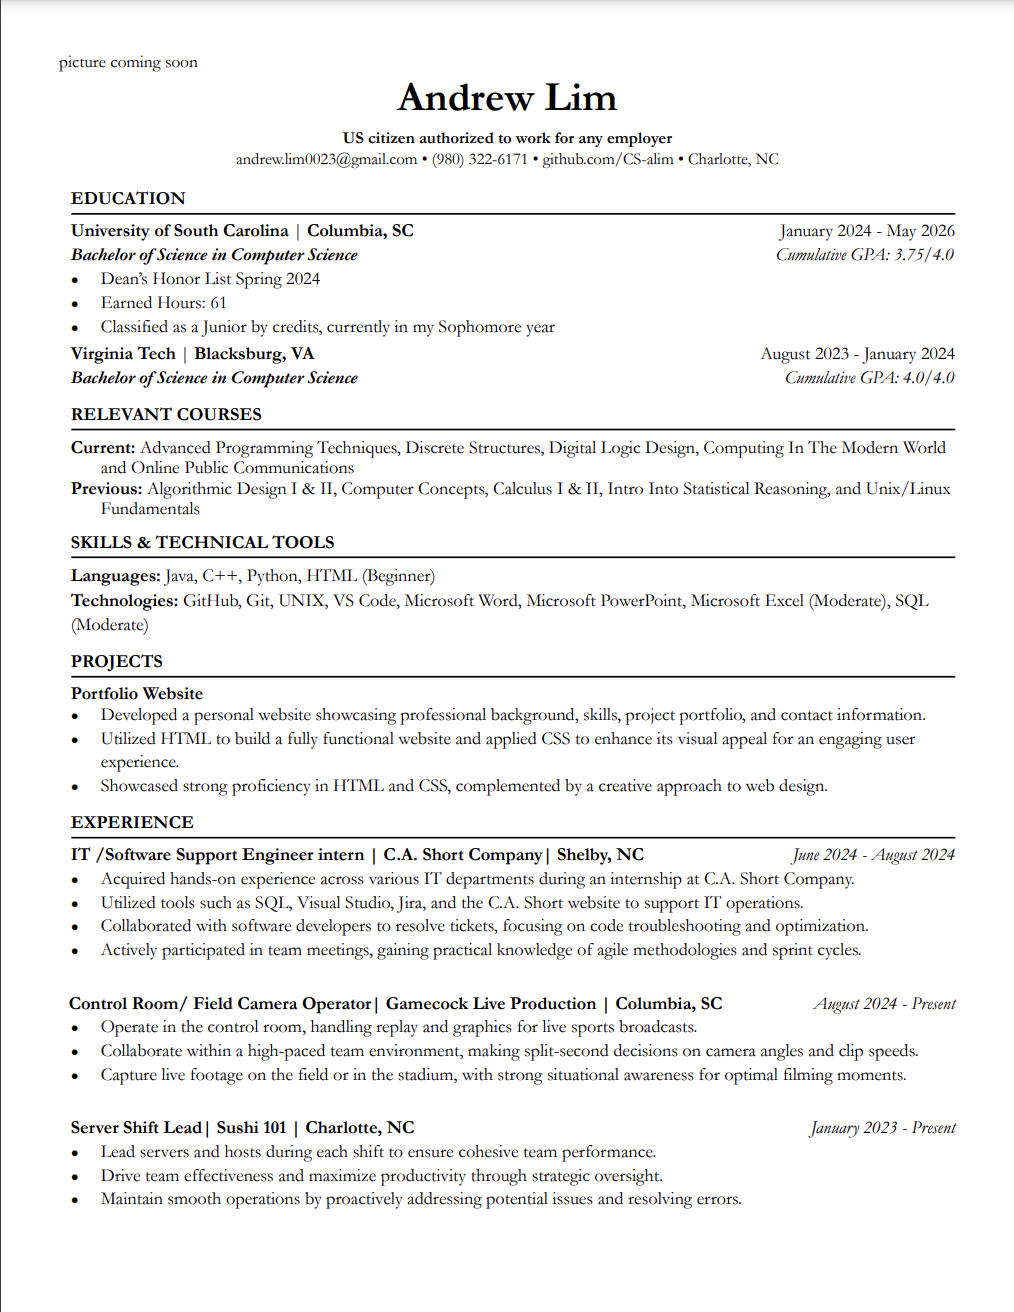 picture coming soon
Andrew Lim
US citizen authorized to work for any employer
andrew.lim0023@gmail.com • (980) 322-6171 • github.com/CS-alim • Charlotte, NC
EDUCATION
University of South Carolina | Columbia, SC January 2024 - May 2026
Bachelor of Science in Computer Science Cumulative GPA: 3.75/4.0
● Dean’s Honor List Spring 2024
● Earned Hours: 61
● Classified as a Junior by credits, currently in my Sophomore year
Virginia Tech | Blacksburg, VA August 2023 - January 2024
Bachelor of Science in Computer Science Cumulative GPA: 4.0/4.0
RELEVANT COURSES
Current: Advanced Programming Techniques, Discrete Structures, Digital Logic Design, Computing In The Modern World
and Online Public Communications
Previous: Algorithmic Design I & II, Computer Concepts, Calculus I & II, Intro Into Statistical Reasoning, and Unix/Linux
Fundamentals
SKILLS & TECHNICAL TOOLS
Languages: Java, C++, Python, HTML (Beginner)
Technologies: GitHub, Git, UNIX, VS Code, Microsoft Word, Microsoft PowerPoint, Microsoft Excel (Moderate), SQL
(Moderate)
PROJECTS
Portfolio Website
● Developed a personal website showcasing professional background, skills, project portfolio, and contact information.
● Utilized HTML to build a fully functional website and applied CSS to enhance its visual appeal for an engaging user
experience.
● Showcased strong proficiency in HTML and CSS, complemented by a creative approach to web design.
EXPERIENCE
IT /Software Support Engineer intern | C.A. Short Company| Shelby, NC June 2024 - August 2024
● Acquired hands-on experience across various IT departments during an internship at C.A. Short Company.
● Utilized tools such as SQL, Visual Studio, Jira, and the C.A. Short website to support IT operations.
● Collaborated with software developers to resolve tickets, focusing on code troubleshooting and optimization.
● Actively participated in team meetings, gaining practical knowledge of agile methodologies and sprint cycles.
Control Room/ Field Camera Operator| Gamecock Live Production | Columbia, SC August 2024 - Present
● Operate in the control room, handling replay and graphics for live sports broadcasts.
● Collaborate within a high-paced team environment, making split-second decisions on camera angles and clip speeds.
● Capture live footage on the field or in the stadium, with strong situational awareness for optimal filming moments.
Server Shift Lead| Sushi 101 | Charlotte, NC January 2023 - Present
● Lead servers and hosts during each shift to ensure cohesive team performance.
● Drive team effectiveness and maximize productivity through strategic oversight.
● Maintain smooth operations by proactively addressing potential issues and resolving errors.